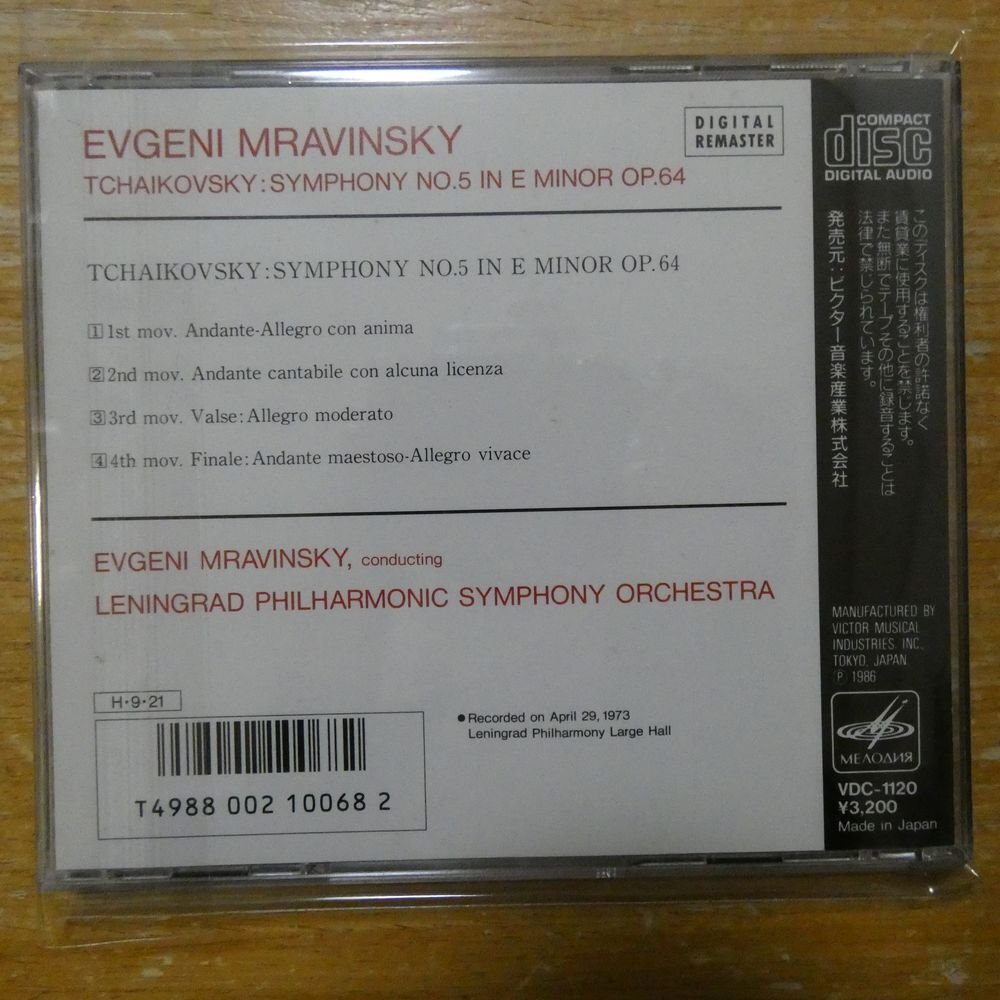 EVGENI MRAVINSKY
TCHAIKOVSKY:SYMPHONY NO.5 IN E MINOR OP.64
DIGITAL
REMASTER
TCHAIKOVSKY:SYMPHONY NO.5 IN E MINOR OP.64
1 1st mov. Andante-Allegro con anima
2 2nd mov. Andante cantabile con alcuna licenza
3 3rd mov. Valse:Allegro moderato
4 4th mov. Finale:Andante maestoso-Allegro vivace
EVGENI MRAVINSKY, conducting
LENINGRAD PHILHARMONIC SYMPHONY ORCHESTRA
H・9・21
T4988 002 10068 2
●Recorded on April 29, 1973
Leningrad Philharmony Large Hall
COMPACT
disc
DIGITAL AUDIO
このディスクは権利者の許諾なく
賃貸業に使用することを禁じます。
また無断でテープその他に録音することは
法律で禁じられています。
発売元:ビクター音楽産業株式会社
MANUFACTURED BY
VICTOR MUSICAL
INDUSTRIES, INC.,
TOKYO, JAPAN
℗ 1986
МЕЛОДИЯ
VDC-1120
¥3,200
Made in Japan